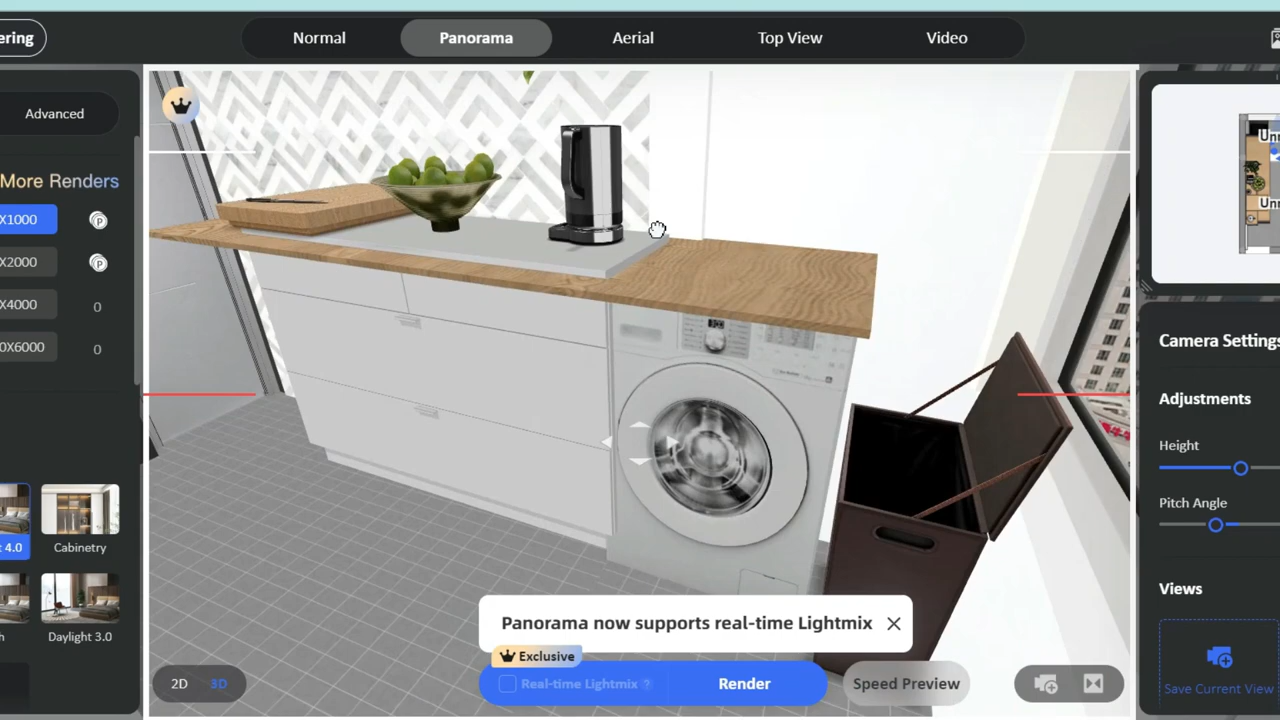 ering
Normal
Panorama
Aerial
Top View
Video
Advanced
More Renders
X1000
X2000
X4000
0
0X6000
0
4.0
Cabinetry
Daylight 3.0
Panorama now supports real-time Lightmix
Exclusive
Real-time Lightmix ?
Render
Speed Preview
2D
3D
Camera Settings
Adjustments
Height
Pitch Angle
Views
Save Current View